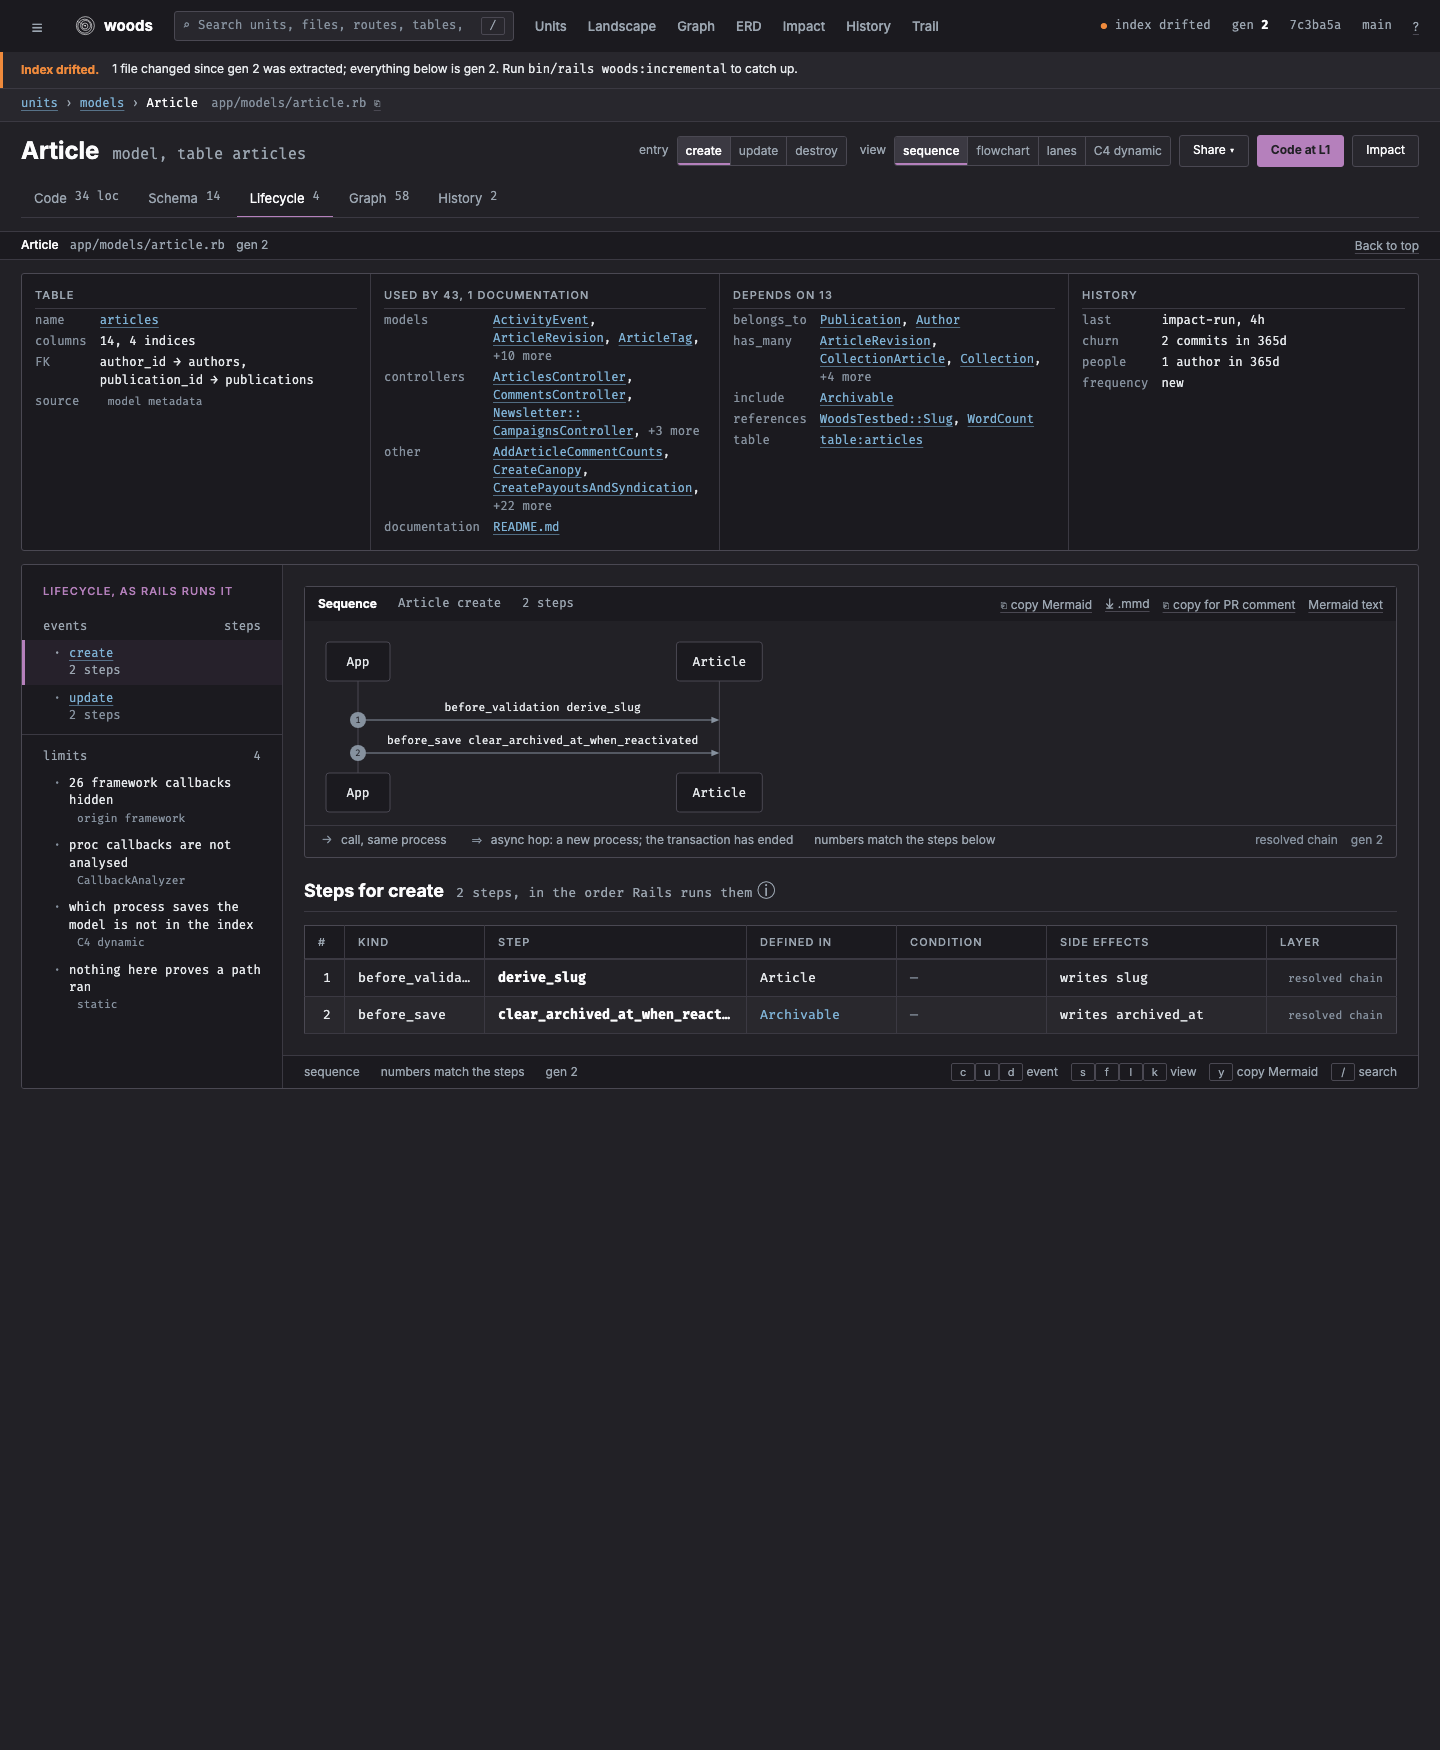 ☰ woods Search units, files, routes, tables, / Units Landscape Graph ERD Impact History Trail ● index drifted gen 2 7c3ba5a main ?
Index drifted. 1 file changed since gen 2 was extracted; everything below is gen 2. Run bin/rails woods:incremental to catch up.
units › models › Article app/models/article.rb
Article model, table articles entry create update destroy view sequence flowchart lanes C4 dynamic Share ▾ Code at L1 Impact
Code 34 loc Schema 14 Lifecycle 4 Graph 58 History 2
Article app/models/article.rb gen 2 Back to top
TABLE
name articles
columns 14, 4 indices
FK author_id → authors,
publication_id → publications
source model metadata
USED BY 43, 1 DOCUMENTATION
models ActivityEvent,
ArticleRevision, ArticleTag,
+10 more
controllers ArticlesController,
CommentsController,
Newsletter::
CampaignsController, +3 more
other AddArticleCommentCounts,
CreateCanopy,
CreatePayoutsAndSyndication,
+22 more
documentation README.md
DEPENDS ON 13
belongs_to Publication, Author
has_many ArticleRevision,
CollectionArticle, Collection,
+4 more
include Archivable
references WoodsTestbed::Slug, WordCount
table table:articles
HISTORY
last impact-run, 4h
churn 2 commits in 365d
people 1 author in 365d
frequency new
LIFECYCLE, AS RAILS RUNS IT
events steps
· create
2 steps
· update
2 steps
limits 4
· 26 framework callbacks
hidden
origin framework
· proc callbacks are not
analysed
CallbackAnalyzer
· which process saves the
model is not in the index
C4 dynamic
· nothing here proves a path
ran
static
Sequence Article create 2 steps copy Mermaid .mmd copy for PR comment Mermaid text
App Article
before_validation derive_slug
1
before_save clear_archived_at_when_reactivated
2
App Article
→ call, same process ⇒ async hop: a new process; the transaction has ended numbers match the steps below resolved chain gen 2
Steps for create 2 steps, in the order Rails runs them ⓘ
# KIND STEP DEFINED IN CONDITION SIDE EFFECTS LAYER
1 before_valida… derive_slug Article — writes slug resolved chain
2 before_save clear_archived_at_when_react… Archivable — writes archived_at resolved chain
sequence numbers match the steps gen 2 c u d event s f l k view y copy Mermaid / search